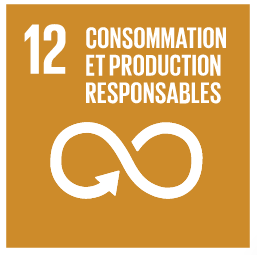 12 CONSOMMATION
ET PRODUCTION
RESPONSABLES